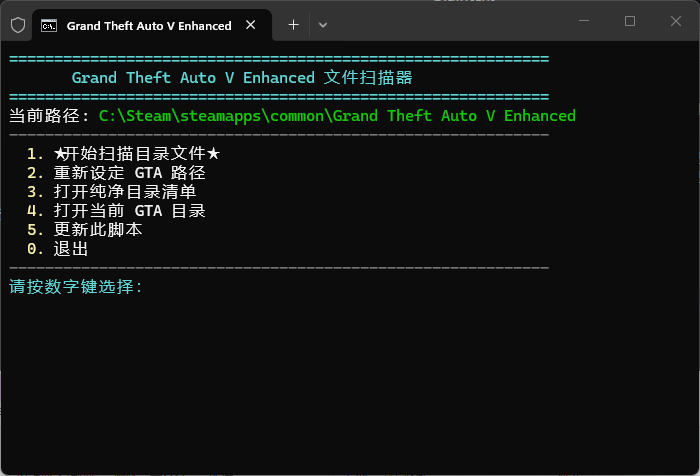 Grand Theft Auto V Enhanced
============================================================
Grand Theft Auto V Enhanced 文件扫描器
============================================================
当前路径: C:\Steam\steamapps\common\Grand Theft Auto V Enhanced
------------------------------------------------------------
1. ★开始扫描目录文件★
2. 重新设定 GTA 路径
3. 打开纯净目录清单
4. 打开当前 GTA 目录
5. 更新此脚本
0. 退出
------------------------------------------------------------
请按数字键选择: